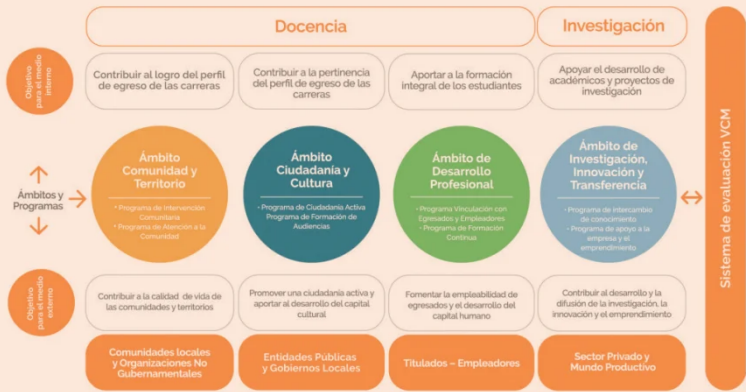 Docencia
Investigación
Objetivo
para el medio
interno
Contribuir al logro del perfil
de egreso de las carreras
Contribuir a la pertinencia
del perfil de egreso de las
carreras
Aportar a la formación
integral de los estudiantes
Apoyar el desarrollo de
académicos y proyectos de
investigación
Ámbitos y
Programas
Ámbito
Comunidad y
Territorio
• Programa de Intervención
Comunitaria
• Programa de Atención a la
Comunidad
Ámbito
Ciudadanía y
Cultura
• Programa de Ciudadanía Activa
Programa de Formación de
Audiencias
Ámbito de
Desarrollo
Profesional
• Programa Vinculación con
Egresados y Empleadores
• Programa de Formación
Continua
Ámbito de
Investigación,
Innovación y
Transferencia
• Programa de intercambio de
conocimiento
• Programa de apoyo a la
empresa y el
emprendimiento
Objetivo
para el medio
externo
Contribuir a la calidad de vida de
las comunidades y territorios
Promover una ciudadanía activa y
aportar al desarrollo del capital
cultural
Fomentar la empleabilidad de
egresados y el desarrollo del
capital humano
Contribuir al desarrollo y la
difusión de la investigación, la
innovación y el emprendimiento
Comunidades locales
y Organizaciones No
Gubernamentales
Entidades Públicas
y Gobiernos Locales
Titulados – Empleadores
Sector Privado y
Mundo Productivo
Sistema de evaluación VCM